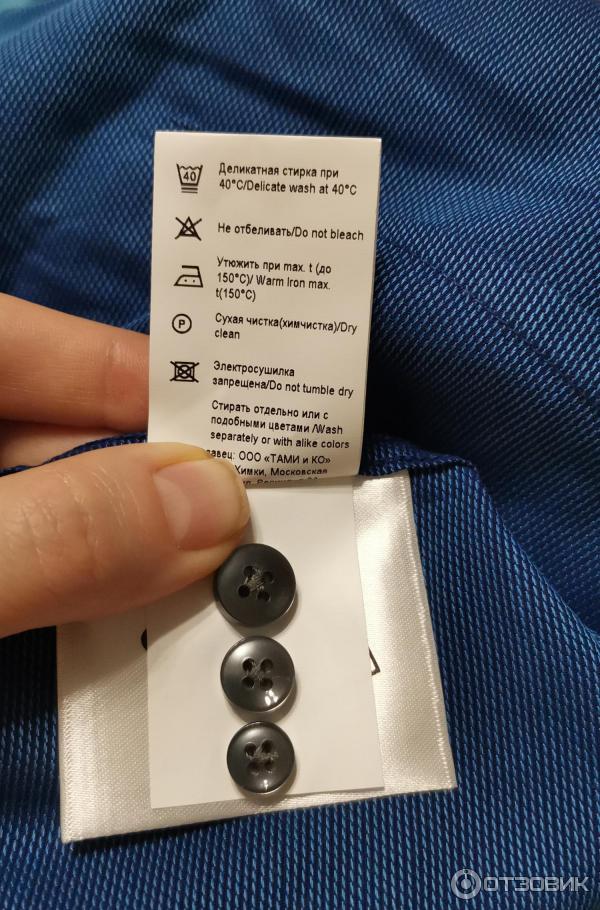 40
Деликатная стирка при
40°C/Delicate wash at 40°C
Не отбеливать/Do not bleach
Утюжить при max. t (до
150°C)/ Warm Iron max.
t(150°C)
P
Сухая чистка(химчистка)/Dry
clean
Электросушилка
запрещена/Do not tumble dry
Стирать отдельно или с
подобными цветами /Wash
separately or with alike colors
авец: ООО «ТАМИ и КО»
Химки, Московская
ОТЗОВИК